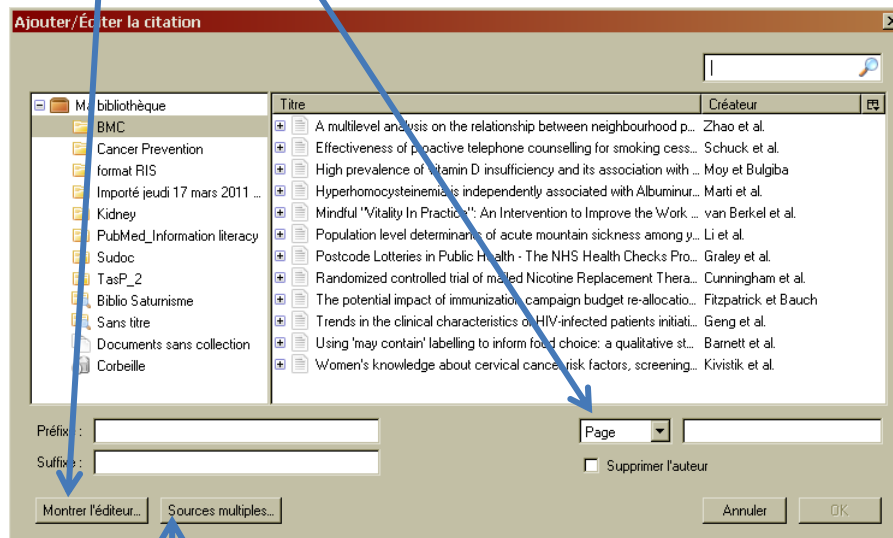 Ajouter/Éditer la citation
Ma bibliothèque
BMC
Cancer Prevention
format RIS
Importé jeudi 17 mars 2011 ...
Kidney
PubMed_Information literacy
Sudoc
TasP_2
Biblio Saturnisme
Sans titre
Documents sans collection
Corbeille
Titre Créateur
A multilevel analysis on the relationship between neighbourhood p... Zhao et al.
Effectiveness of proactive telephone counselling for smoking cess... Schuck et al.
High prevalence of vitamin D insufficiency and its association with ... Moy et Bulgiba
Hyperhomocysteinemia is independently associated with Albuminur... Marti et al.
Mindful "Vitality In Practice": An Intervention to Improve the Work ... van Berkel et al.
Population level determinants of acute mountain sickness among y... Li et al.
Postcode Lotteries in Public Health - The NHS Health Checks Pro... Graley et al.
Randomized controlled trial of mailed Nicotine Replacement Thera... Cunningham et al.
The potential impact of immunization campaign budget re-allocatio... Fitzpatrick et Bauch
Trends in the clinical characteristics of HIV-infected patients initiati... Geng et al.
Using 'may contain' labelling to inform food choice: a qualitative st... Barnett et al.
Women's knowledge about cervical cancer risk factors, screening... Kivistik et al.
Préfixe :
Page
Suffixe :
Supprimer l'auteur
Montrer l'éditeur... Sources multiples... Annuler OK